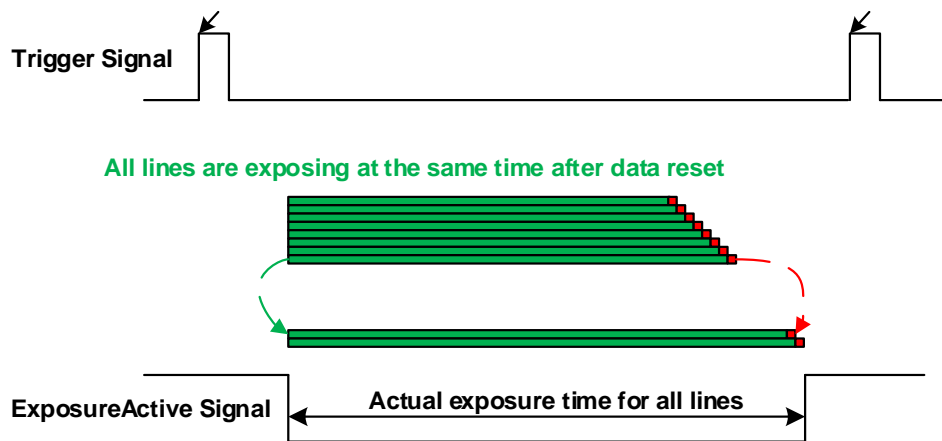 Trigger Signal
All lines are exposing at the same time after data reset
Actual exposure time for all lines
ExposureActive Signal